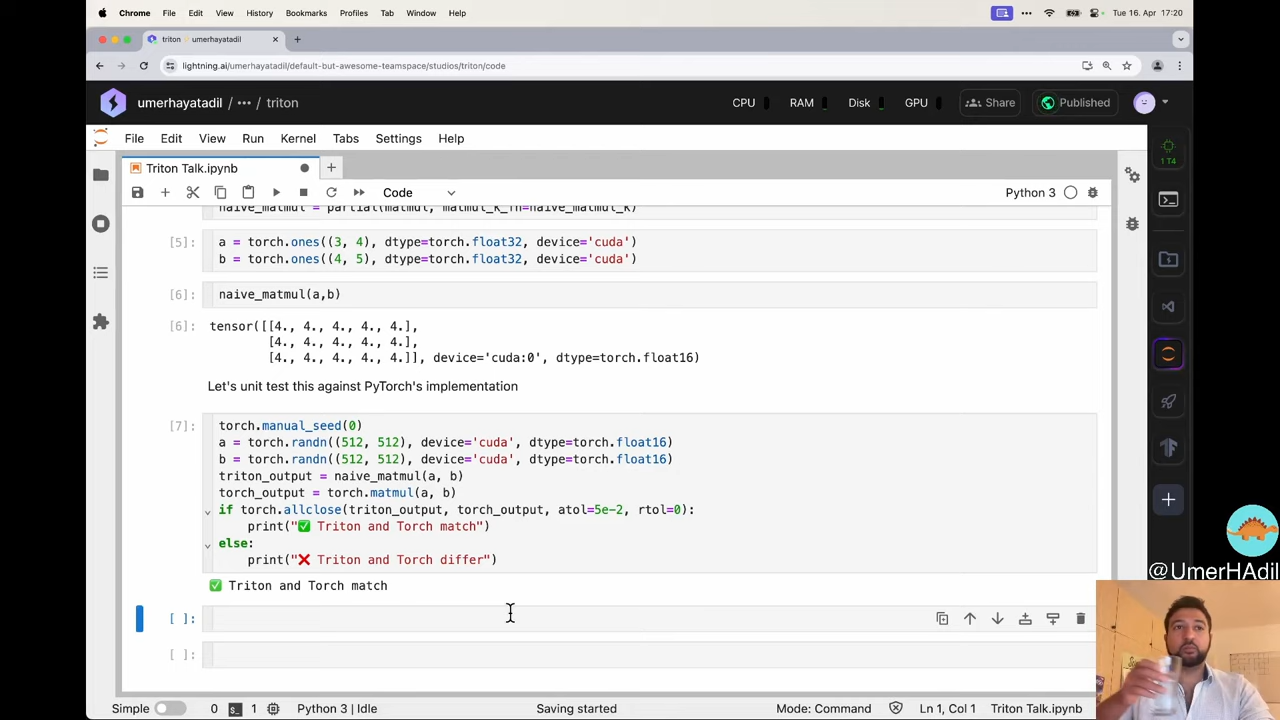 Chrome File Edit View History Bookmarks Profiles Tab Window Help Tue 16. Apr 17:20
triton umerhayatadil
lightning.ai/umerhayatadil/default-but-awesome-teamspace/studios/triton/code
umerhayatadil / ••• / triton CPU RAM Disk GPU Share Published
File Edit View Run Kernel Tabs Settings Help
1 T4
Triton Talk.ipynb
Code Python 3
naive_matmul = partial(matmul, matmul_k_fn=naive_matmul_k)
[5]: a = torch.ones((3, 4), dtype=torch.float32, device='cuda')
b = torch.ones((4, 5), dtype=torch.float32, device='cuda')
[6]: naive_matmul(a,b)
[6]: tensor([[4., 4., 4., 4., 4.],
[4., 4., 4., 4., 4.],
[4., 4., 4., 4., 4.]], device='cuda:0', dtype=torch.float16)
Let's unit test this against PyTorch's implementation
[7]: torch.manual_seed(0)
a = torch.randn((512, 512), device='cuda', dtype=torch.float16)
b = torch.randn((512, 512), device='cuda', dtype=torch.float16)
triton_output = naive_matmul(a, b)
torch_output = torch.matmul(a, b)
if torch.allclose(triton_output, torch_output, atol=5e-2, rtol=0):
print("✅ Triton and Torch match")
else:
print("❌ Triton and Torch differ")
✅ Triton and Torch match
@UmerHAdil
[ ]:
[ ]:
Simple 0 1 Python 3 | Idle Saving started Mode: Command Ln 1, Col 1 Triton Talk.ipynb